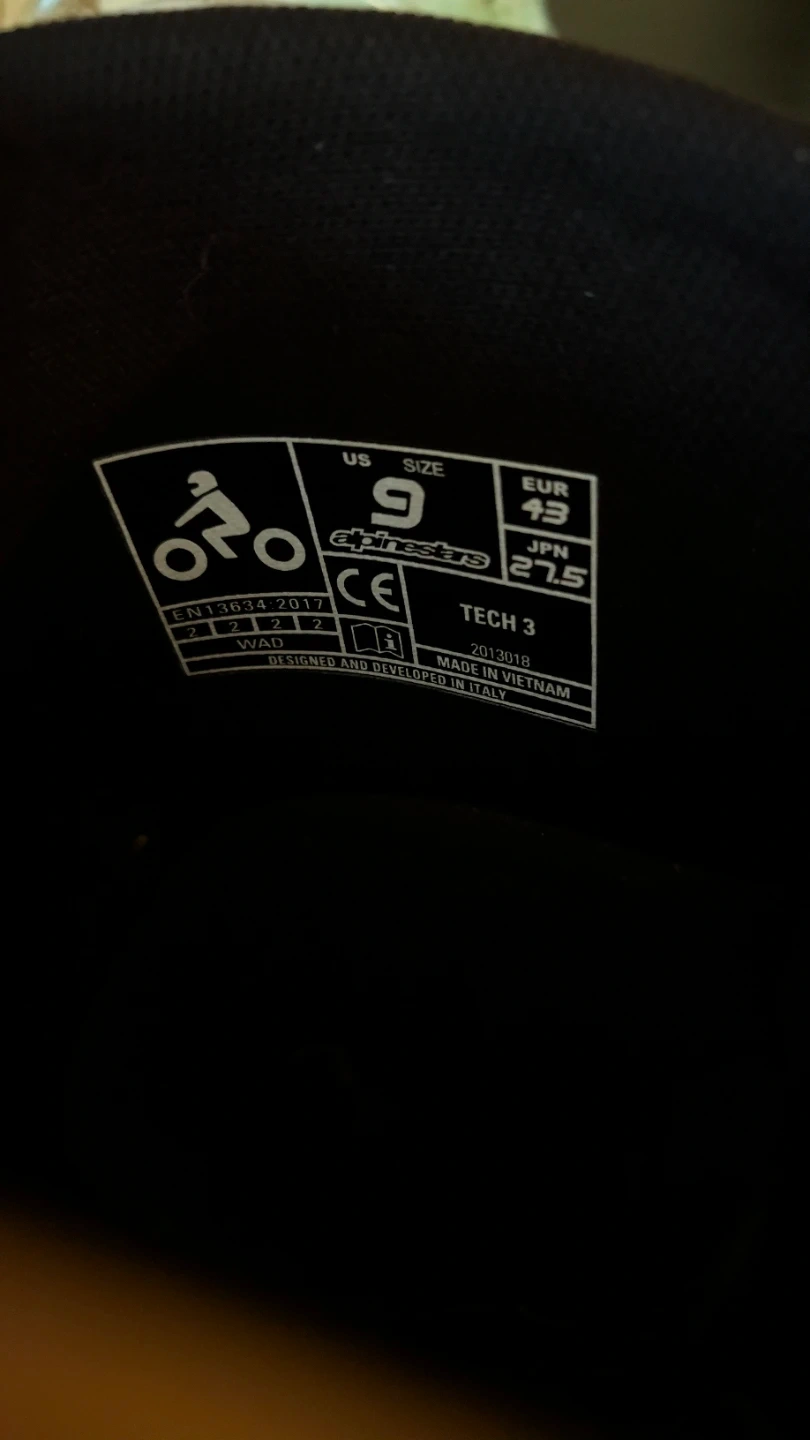 US SIZE
9
alpinestars
EUR
43
JPN
27.5
CE
EN13634:2017
2 2 2 2
WAD
i
TECH 3
2013018
MADE IN VIETNAM
DESIGNED AND DEVELOPED IN ITALY